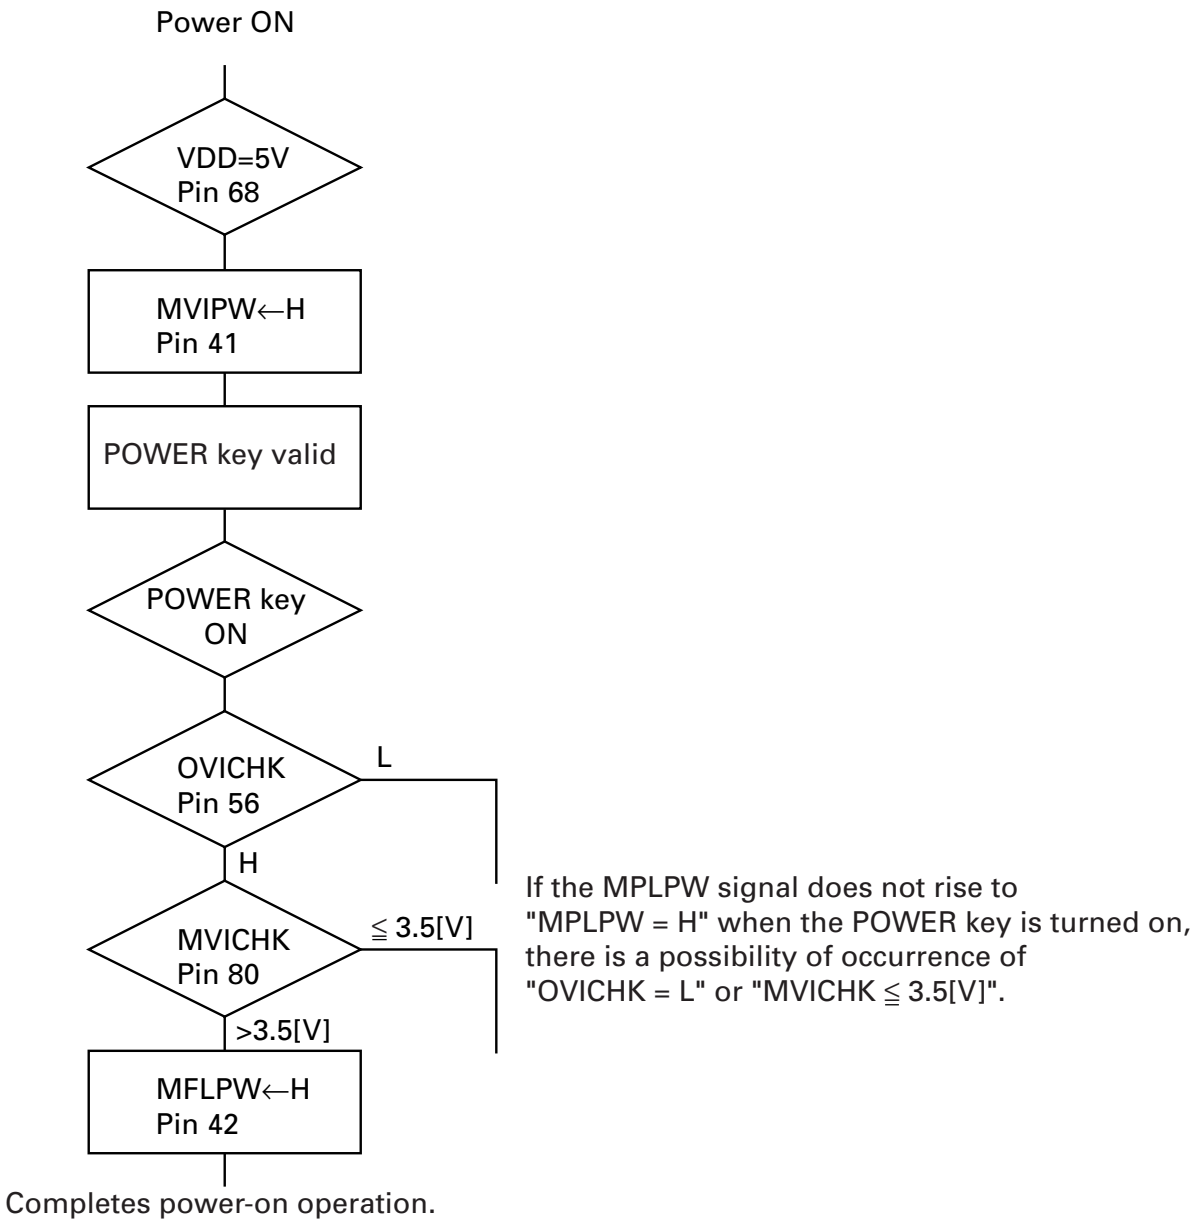 Power ON
VDD=5V
Pin 68
MVIPW←H
Pin 41
POWER key valid
POWER key
ON
OVICHK
Pin 56
L
H
MVICHK
Pin 80
≦ 3.5[V]
>3.5[V]
If the MPLPW signal does not rise to
"MPLPW = H" when the POWER key is turned on,
there is a possibility of occurrence of
"OVICHK = L" or "MVICHK ≦ 3.5[V]".
MFLPW←H
Pin 42
Completes power-on operation.